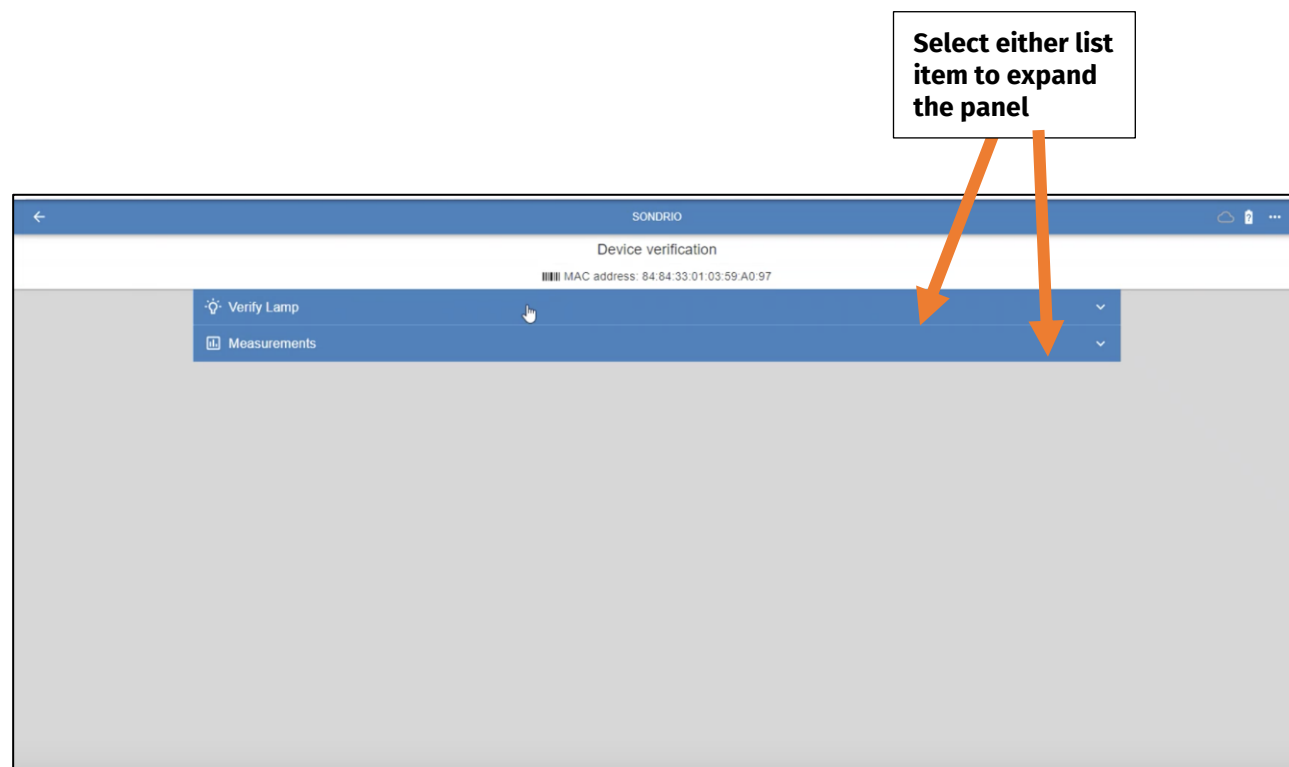 Select either list
item to expand
the panel
SONDRIO
Device verification
MAC address: 84:84:33:01:03:59:A0:97
Verify Lamp
Measurements